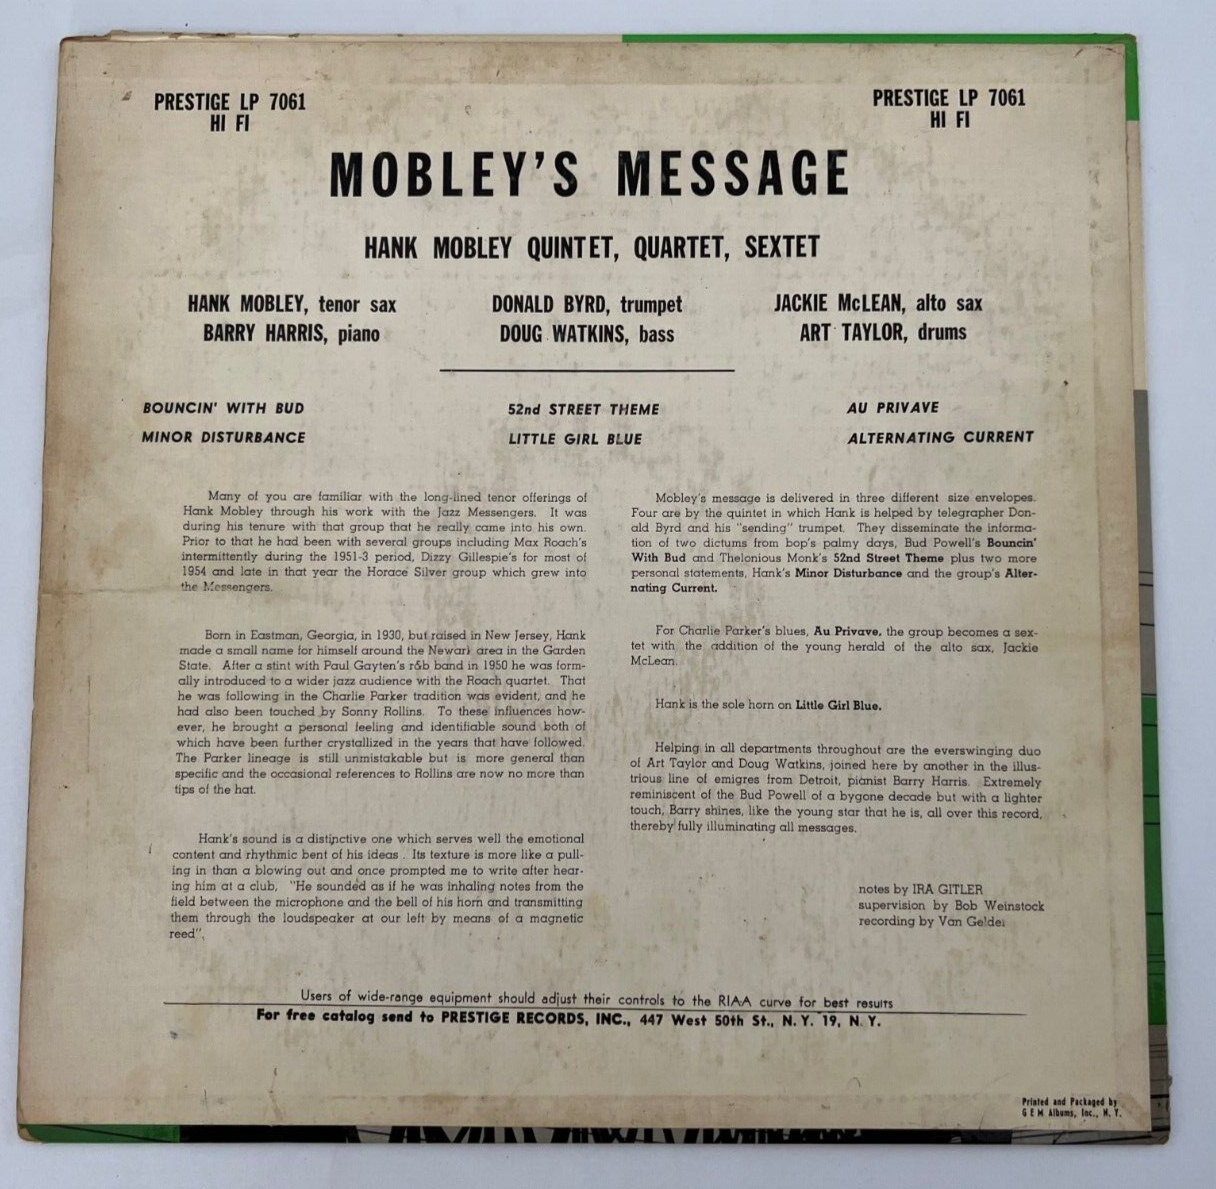 PRESTIGE LP 7061
HI FI
PRESTIGE LP 7061
HI FI
MOBLEY'S MESSAGE
HANK MOBLEY QUINTET, QUARTET, SEXTET
HANK MOBLEY, tenor sax
DONALD BYRD, trumpet
JACKIE McLEAN, alto sax
BARRY HARRIS, piano
DOUG WATKINS, bass
ART TAYLOR, drums
BOUNCIN' WITH BUD
52nd STREET THEME
AU PRIVAVE
MINOR DISTURBANCE
LITTLE GIRL BLUE
ALTERNATING CURRENT
Many of you are familiar with the long-lined tenor offerings of
Hank Mobley through his work with the Jazz Messengers. It was
during his tenure with that group that he really came into his own.
Prior to that he had been with several groups including Max Roach's
intermittently during the 1951-3 period, Dizzy Gillespie's for most of
1954 and late in that year the Horace Silver group which grew into
the Messengers.
Born in Eastman, Georgia, in 1930, but raised in New Jersey, Hank
made a small name for himself around the Newark area in the Garden
State. After a stint with Paul Gayten's r&b band in 1950 he was form-
ally introduced to a wider jazz audience with the Roach quartet. That
he was following in the Charlie Parker tradition was evident, and he
had also been touched by Sonny Rollins. To these influences how-
ever, he brought a personal feeling and identifiable sound both of
which have been further crystallized in the years that have followed.
The Parker lineage is still unmistakable but is more general than
specific and the occasional references to Rollins are now no more than
tips of the hat.
Hank's sound is a distinctive one which serves well the emotional
content and rhythmic bent of his ideas . Its texture is more like a pull-
ing in than a blowing out and once prompted me to write after hear-
ing him at a club, "He sounded as if he was inhaling notes from the
field between the microphone and the bell of his horn and transmitting
them through the loudspeaker at our left by means of a magnetic
reed".
Mobley's message is delivered in three different size envelopes.
Four are by the quintet in which Hank is helped by telegrapher Don-
ald Byrd and his "sending" trumpet. They disseminate the informa-
tion of two dictums from bop's palmy days, Bud Powell's Bouncin'
With Bud and Thelonious Monk's 52nd Street Theme plus two more
personal statements, Hank's Minor Disturbance and the group's Alter-
nating Current.
For Charlie Parker's blues, Au Privave, the group becomes a sex-
tet with the addition of the young herald of the alto sax, Jackie
McLean.
Hank is the sole horn on Little Girl Blue.
Helping in all departments throughout are the everswinging duo
of Art Taylor and Doug Watkins, joined here by another in the illus-
trious line of emigres from Detroit, pianist Barry Harris. Extremely
reminiscent of the Bud Powell of a bygone decade but with a lighter
touch, Barry shines, like the young star that he is, all over this record,
thereby fully illuminating all messages.
notes by IRA GITLER
supervision by Bob Weinstock
recording by Van Gelder
Users of wide-range equipment should adjust their controls to the RIAA curve for best results
For free catalog send to PRESTIGE RECORDS, INC., 447 West 50th St., N. Y. 19, N. Y.
Printed and Packaged by
G E M Albums, Inc., N. Y.